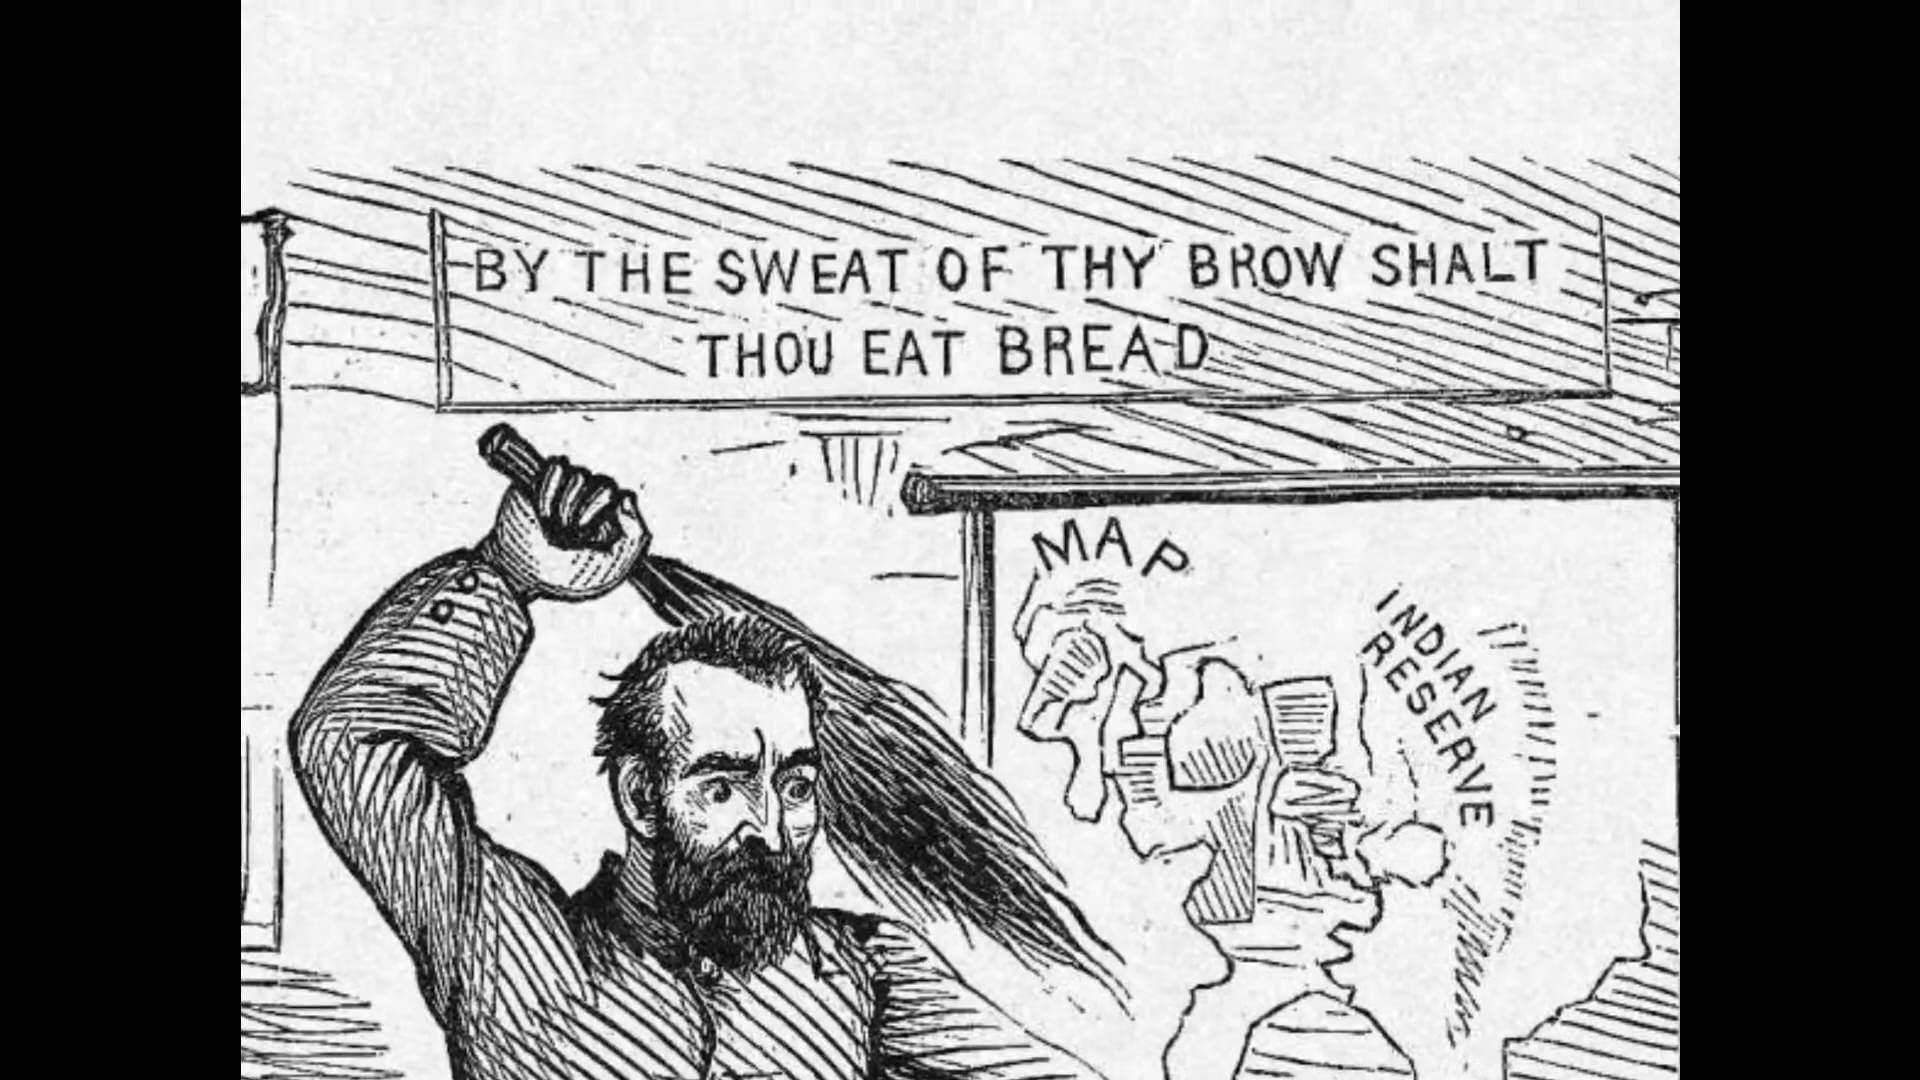 BY THE SWEAT OF THY BROW SHALT
THOU EAT BREAD
MAP
INDIAN
RESERVE